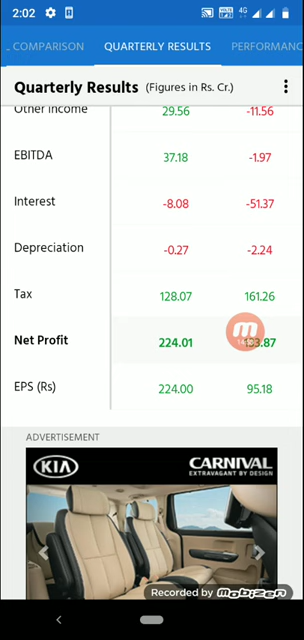 2:02
4G
COMPARISON QUARTERLY RESULTS PERFORMANC
Quarterly Results (Figures in Rs. Cr.)
Other Income 29.56 -11.56
EBITDA 37.18 -1.97
Interest -8.08 -51.37
Depreciation -0.27 -2.24
Tax 128.07 161.26
Net Profit 224.01 .87
EPS (Rs) 224.00 95.18
ADVERTISEMENT
KIA CARNIVAL
EXTRAVAGANT BY DESIGN
Recorded by mobizen